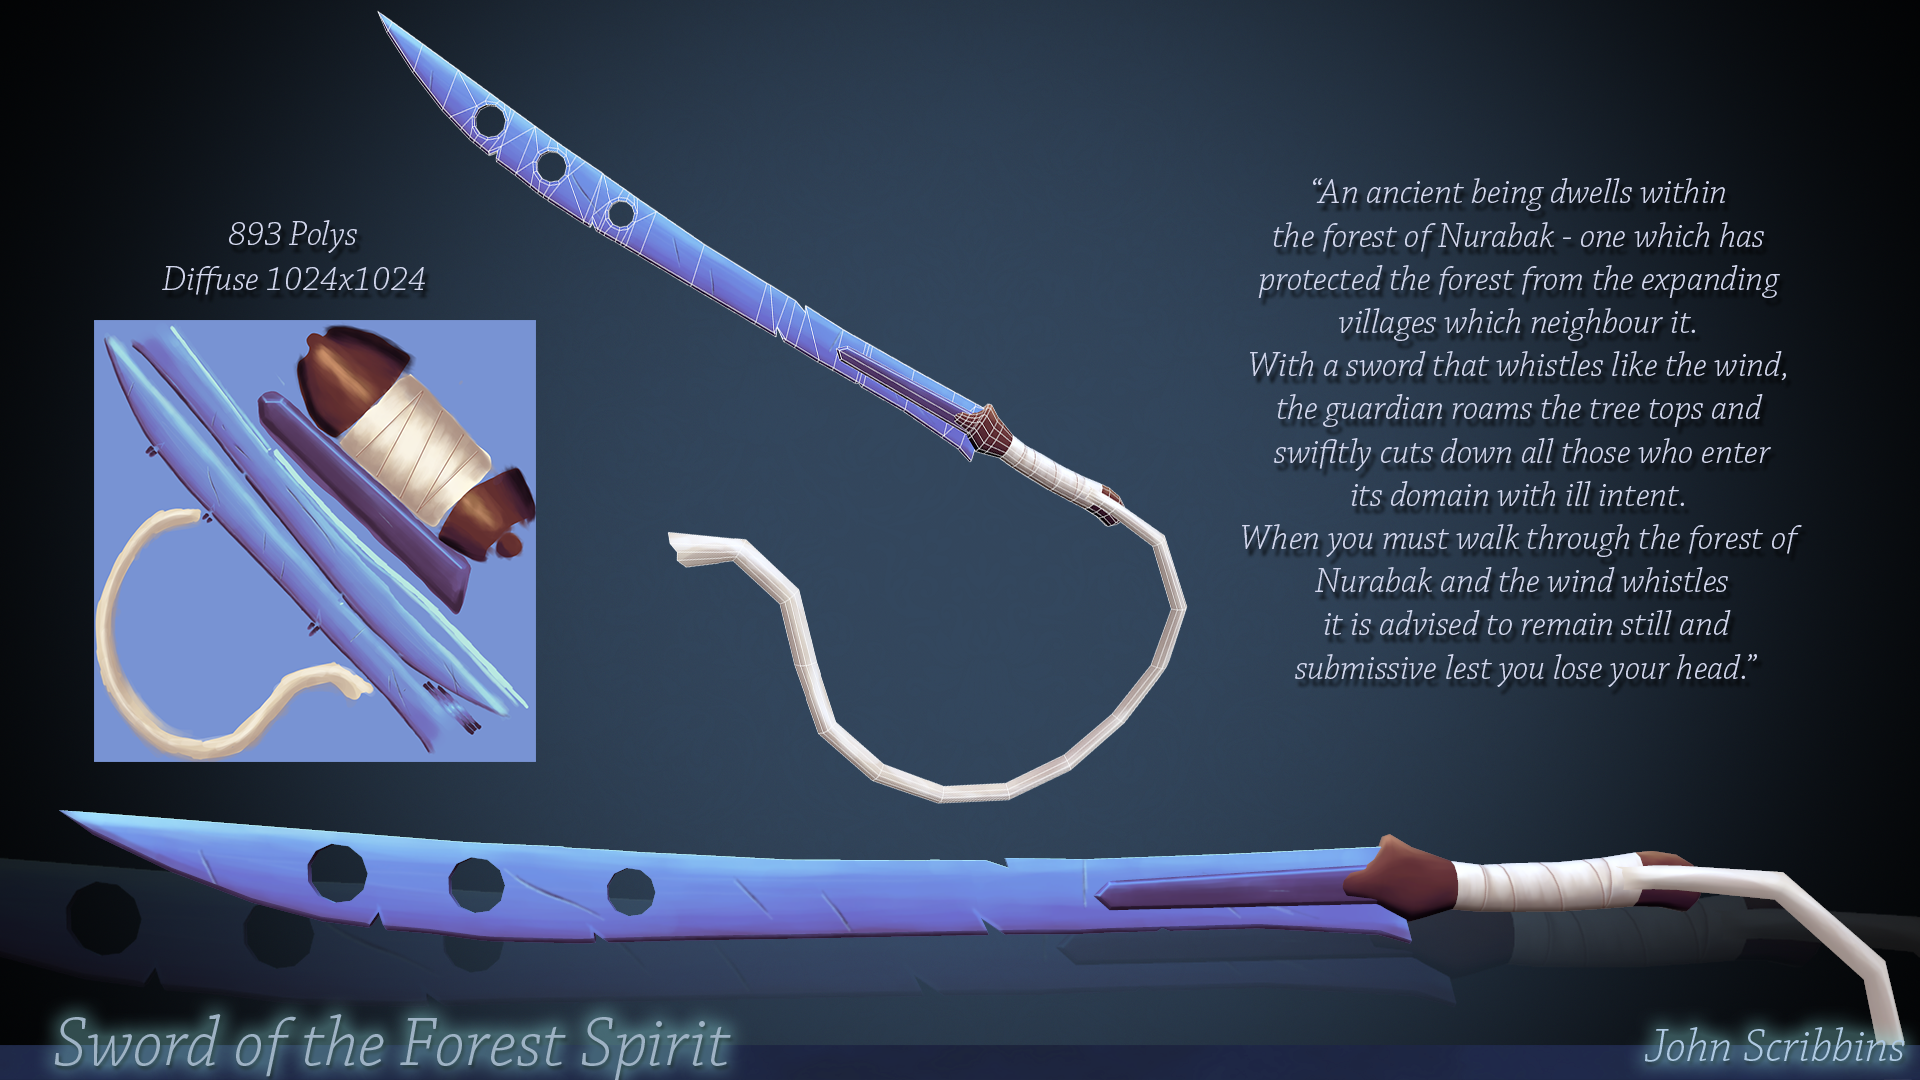 893 Polys
Diffuse 1024x1024
“An ancient being dwells within
the forest of Nurabak - one which has
protected the forest from the expanding
villages which neighbour it.
With a sword that whistles like the wind,
the guardian roams the tree tops and
swifltly cuts down all those who enter
its domain with ill intent.
When you must walk through the forest of
Nurabak and the wind whistles
it is advised to remain still and
submissive lest you lose your head.”
Sword of the Forest Spirit
John Scribbins